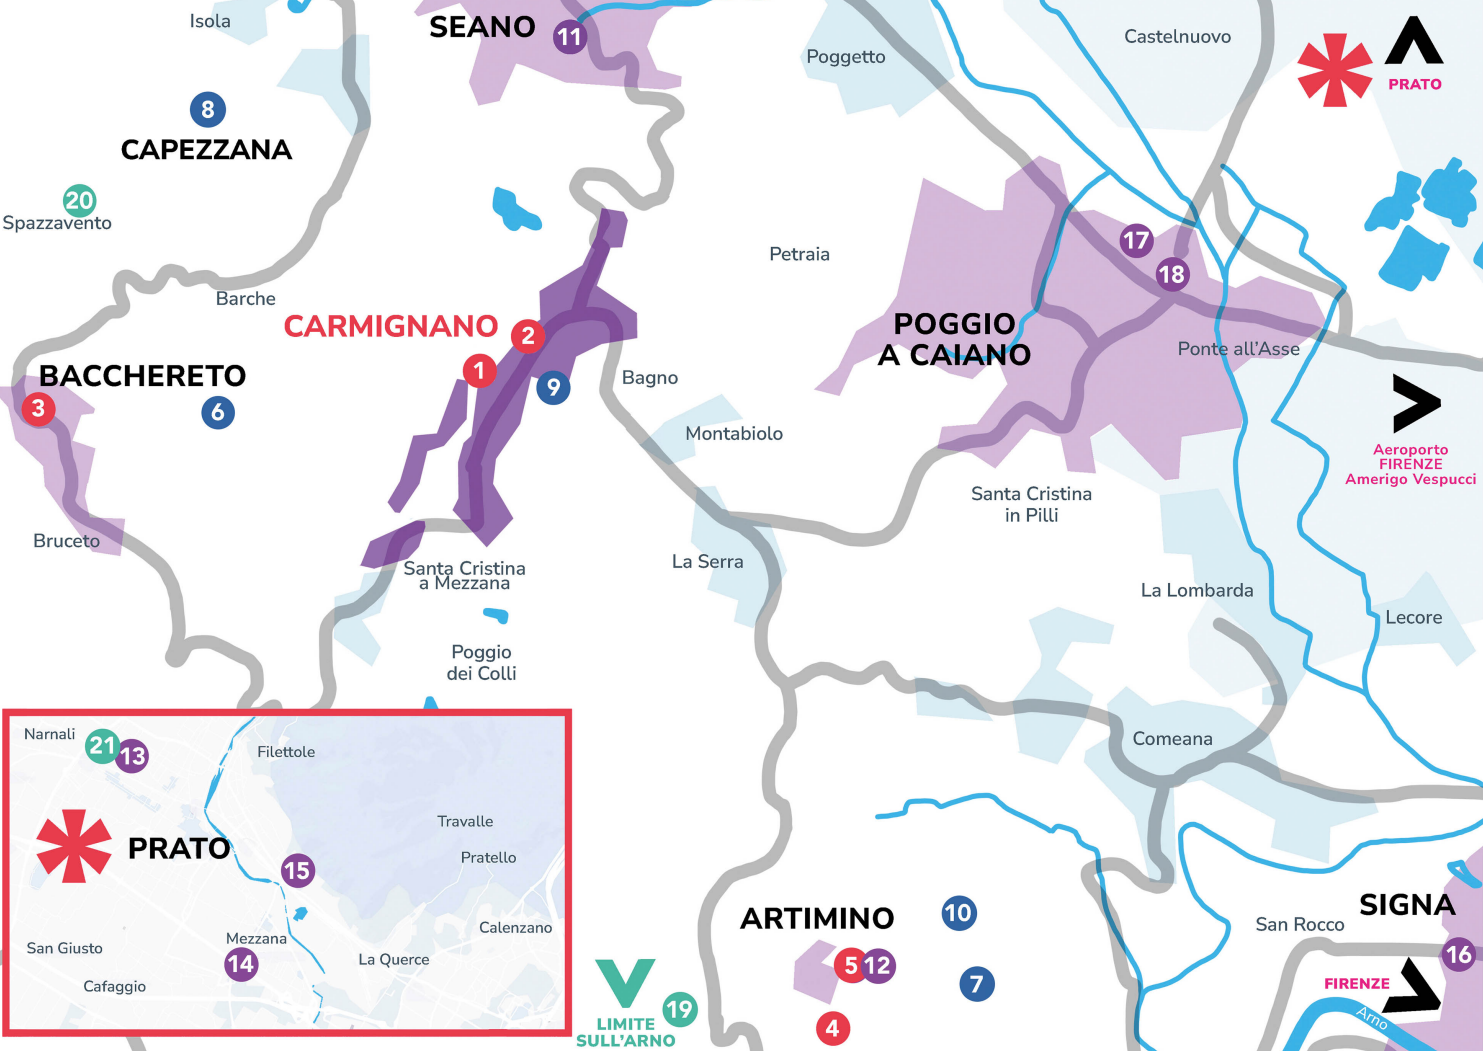 Isola
SEANO
11
Poggetto
Castelnuovo
PRATO
8
CAPEZZANA
20
Spazzavento
Petraia
17
18
Barche
CARMIGNANO
2
1
9
POGGIO
A CAIANO
Ponte all'Asse
BACCHERETO
3
6
Bagno
Montabiolo
Aeroporto
FIRENZE
Amerigo Vespucci
Santa Cristina
in Pilli
Bruceto
Santa Cristina
a Mezzana
La Serra
La Lombarda
Lecore
Poggio
dei Colli
Comeana
Narnali
21
13
Filettole
Travalle
PRATO
Pratello
15
Calenzano
Mezzana
San Giusto
14
La Querce
Cafaggio
LIMITE
SULL'ARNO
19
ARTIMINO
10
5
12
7
4
SIGNA
San Rocco
16
FIRENZE
Arno